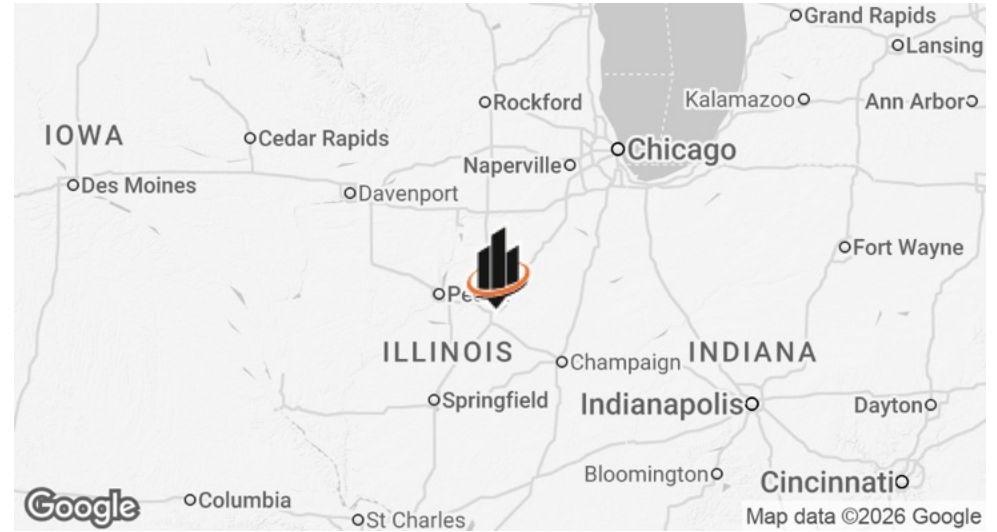 Grand Rapids
Lansing
Rockford
Kalamazoo
Ann Arbor
IOWA
Cedar Rapids
Chicago
Naperville
Des Moines
Davenport
Fort Wayne
Pe
ILLINOIS
Champaign
INDIANA
Springfield
Indianapolis
Dayton
Bloomington
Cincinnati
Columbia
Google
St Charles
Map data ©2026 Google